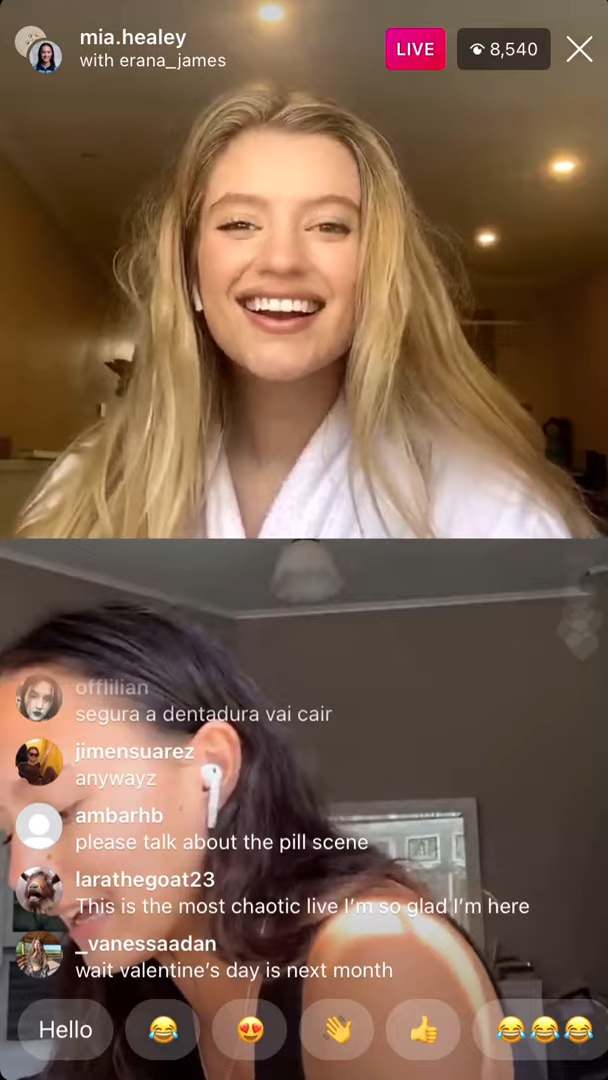 mia.healey
with erana_james
LIVE
8,540
offlilian
segura a dentadura vai cair
jimensuarez
anywayz
ambarhb
please talk about the pill scene
larathegoat23
This is the most chaotic live I'm so glad I'm here
_vanessaadan
wait valentine's day is next month
Hello